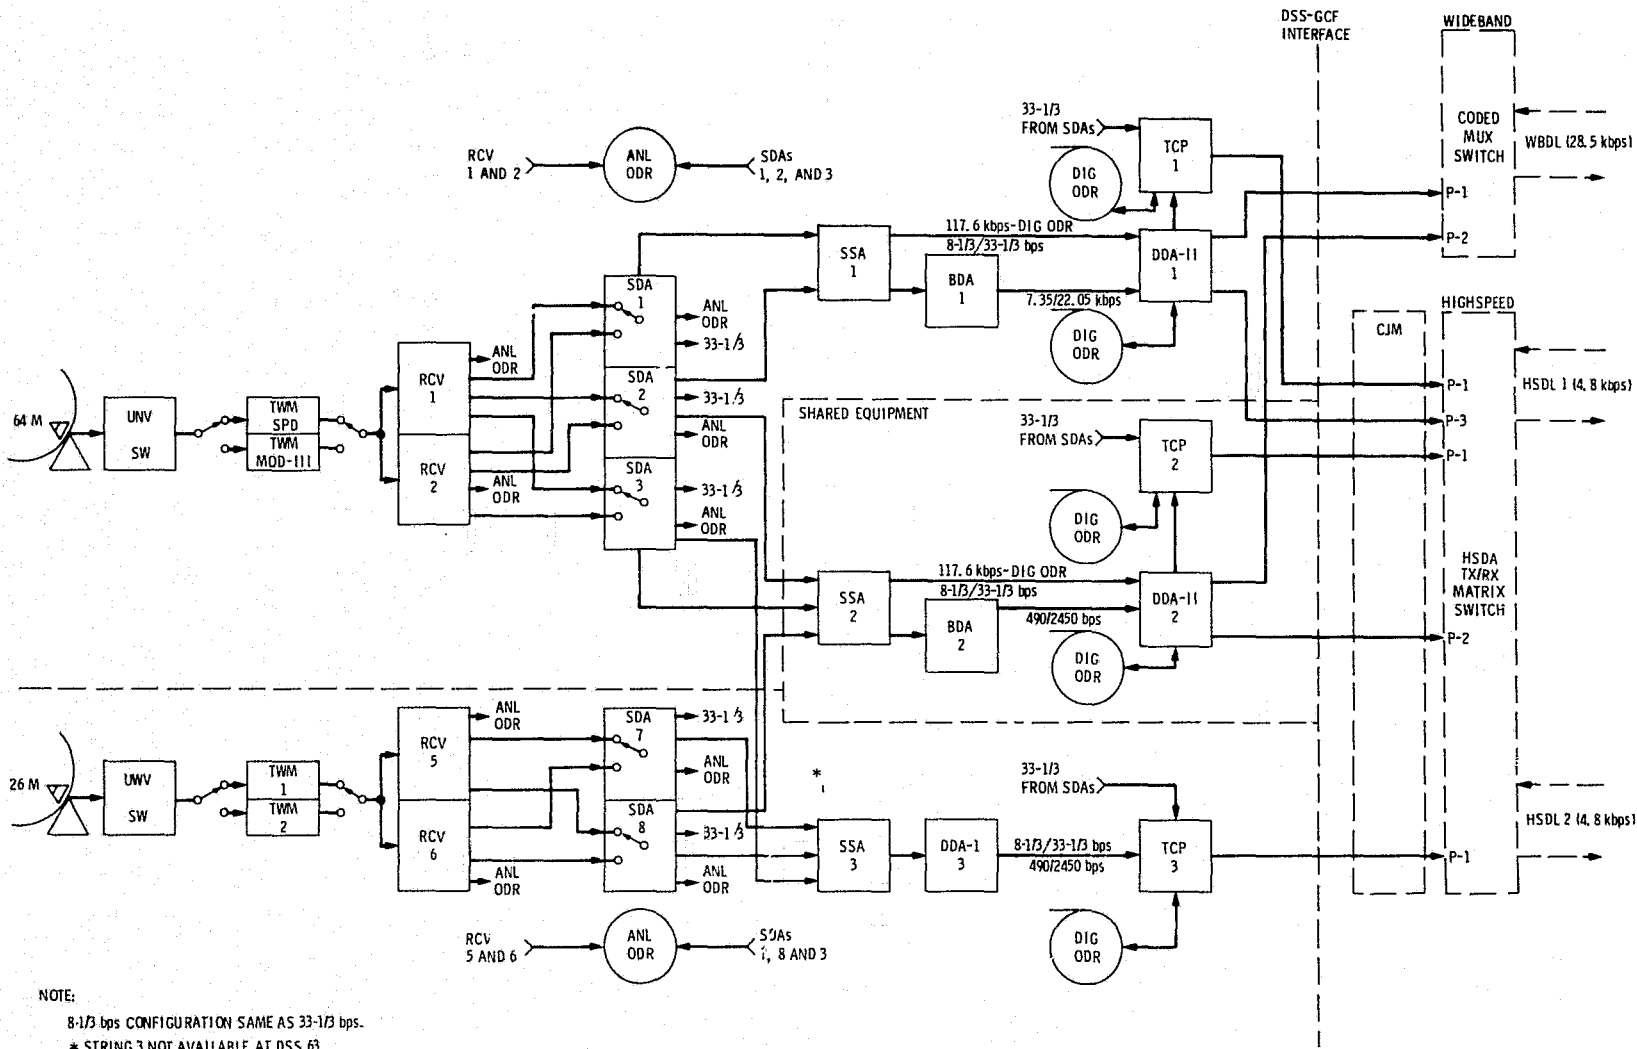 DSS-GCF
INTERFACE
WIDEBAND
CODED
MUX
SWITCH
P-1
P-2
WBDL (28.5 kbps)
33-1/3
FROM SDAs
TCP
1
DIG
ODR
RCV
1 AND 2
ANL
ODR
SDAs
1, 2, AND 3
SSA
1
117.6 kbps-DIG ODR
8-1/3/33-1/3 bps
BDA
1
7.35/22.05 kbps
DDA-II
1
DIG
ODR
HIGHSPEED
CJM
P-1
P-3
P-1
HSDA
TX/RX
MATRIX
SWITCH
P-2
P-1
HSDL 1 (4,8 kbps)
HSDL 2 (4,8 kbps)
64 M
UNV
SW
TWM
SPD
TWM
MOD-III
RCV
1
RCV
2
ANL
ODR
ANL
ODR
SDA
1
SDA
2
SDA
3
ANL
ODR
33-1/3
33-1/3
ANL
ODR
33-1/3
ANL
ODR
SHARED EQUIPMENT
33-1/3
FROM SDAs
TCP
2
DIG
ODR
SSA
2
117.6 kbps-DIG ODR
8-1/3/33-1/3 bps
BDA
2
490/2450 bps
DDA-II
2
DIG
ODR
26 M
UWV
SW
TWM
1
TWM
2
RCV
5
RCV
6
ANL
ODR
ANL
ODR
SDA
7
SDA
8
33-1/3
ANL
ODR
33-1/3
ANL
ODR
*
SSA
3
DDA-1
3
8-1/3/33-1/3 bps
490/2450 bps
33-1/3
FROM SDAs
TCP
3
DIG
ODR
RCV
5 AND 6
ANL
ODR
SDAs
1, 8 AND 3
NOTE:
8-1/3 bps CONFIGURATION SAME AS 33-1/3 bps.
* STRING 3 NOT AVAILABLE AT DSS 63